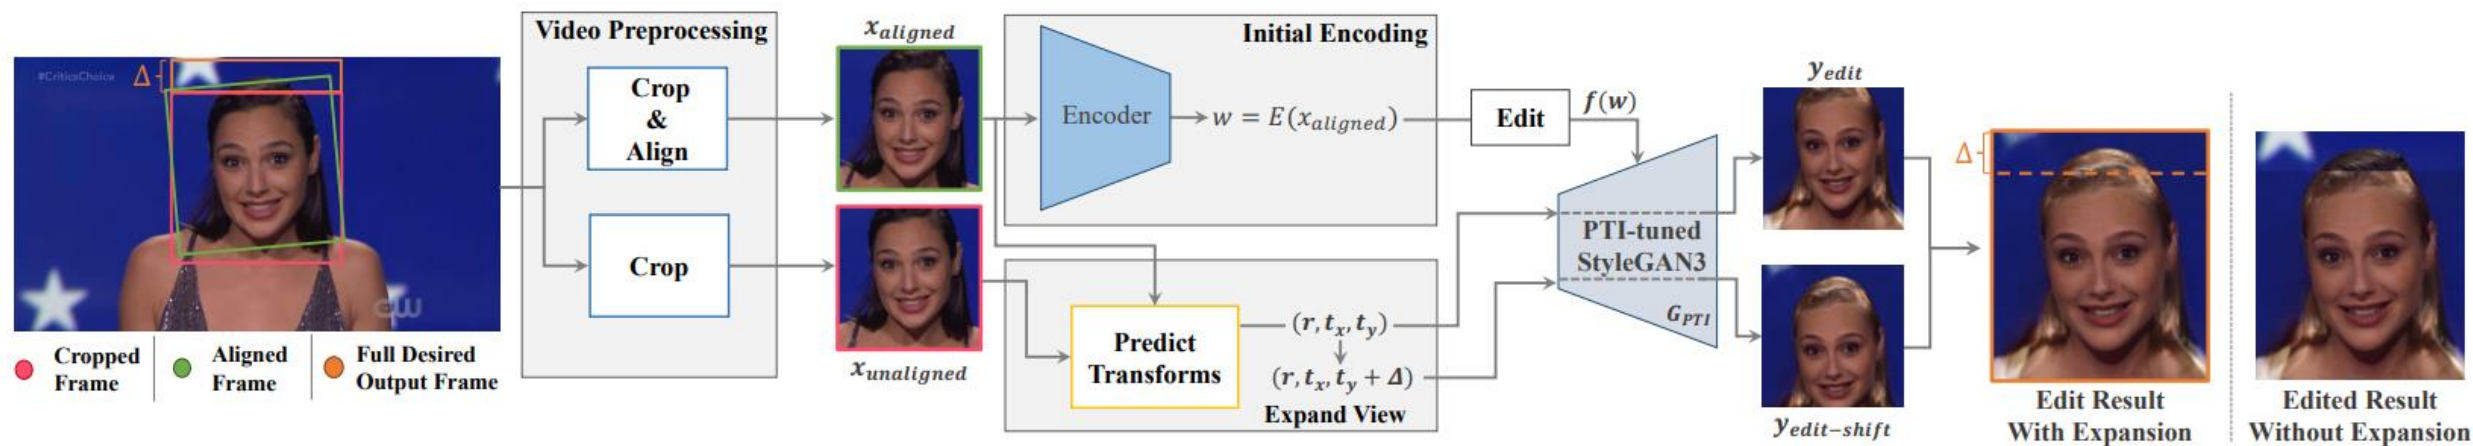 #CriticsChoice
Δ
CW
Cropped
Frame
Aligned
Frame
Full Desired
Output Frame
Video Preprocessing
Crop
&
Align
Crop
x_aligned
x_unaligned
Initial Encoding
Encoder
w = E(x_aligned)
Edit
f(w)
Predict
Transforms
(r, t_x, t_y)
(r, t_x, t_y + Δ)
Expand View
PTI-tuned
StyleGAN3
G_PTI
y_edit
y_edit-shift
Δ
Edit Result
With Expansion
Edited Result
Without Expansion